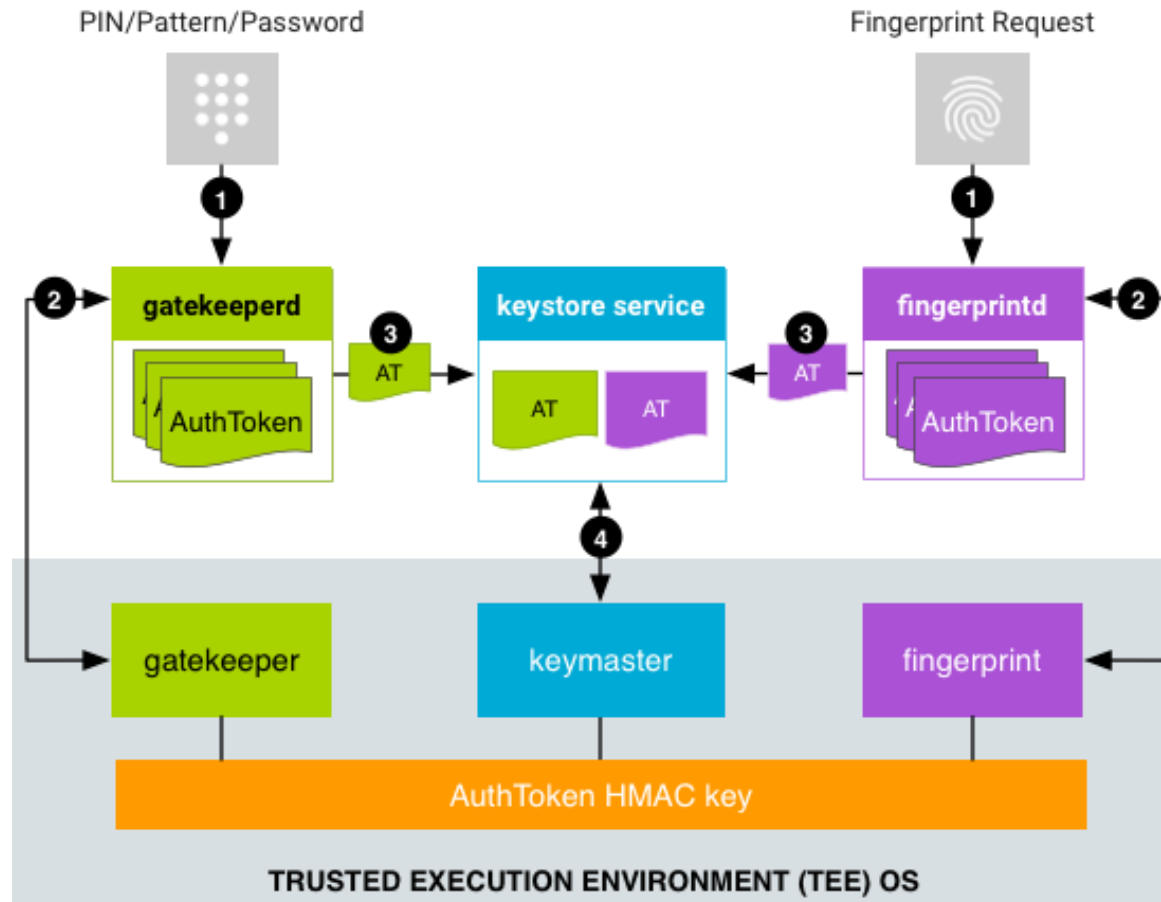 PIN/Pattern/Password
Fingerprint Request
1
1
2
gatekeeperd
keystore service
fingerprintd
2
3
3
AT
AT
A
A
AuthToken
AT
AT
A
A
AuthToken
4
gatekeeper
keymaster
fingerprint
AuthToken HMAC key
TRUSTED EXECUTION ENVIRONMENT (TEE) OS